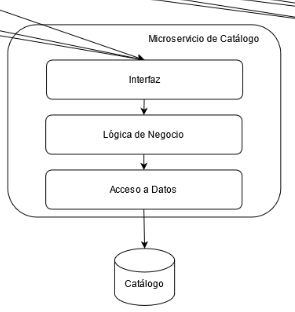 Microservicio de Catálogo
Interfaz
Lógica de Negocio
Acceso a Datos
Catálogo